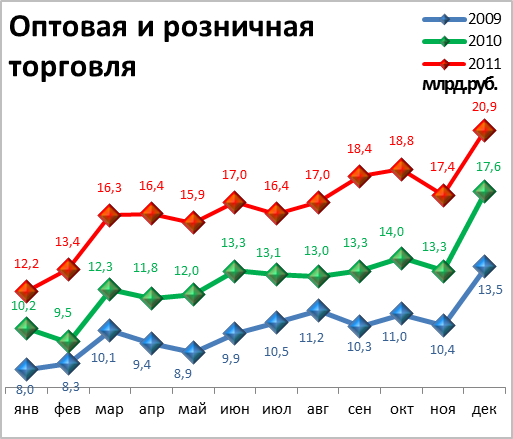 Оптовая и розничная
торговля
2009
2010
2011
млрд.руб.
12,2 13,4 16,3 16,4 15,9 17,0 16,4 17,0 18,4 18,8 17,4 20,9
10,2 9,5 12,3 11,8 12,0 13,3 13,1 13,0 13,3 14,0 13,3 17,6
8,0 8,3 10,1 9,4 8,9 9,9 10,5 11,2 10,3 11,0 10,4 13,5
янв фев мар апр май июн июл авг сен окт ноя дек